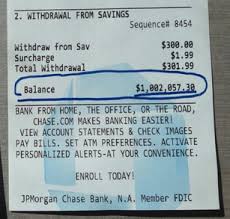 2. WITHDRAWAL FROM SAVINGS
Sequence# 8454
Withdraw from Sav $300.00
Surcharge $1.99
Total Withdrawal $301.99
Balance $1,002,057.30
BANK FROM HOME, THE OFFICE, OR THE ROAD,
CHASE.COM MAKES BANKING EASIER!
VIEW ACCOUNT STATEMENTS & CHECK IMAGES
PAY BILLS. SET ATM PREFERENCES. ACTIVATE
PERSONALIZED ALERTS-AT YOUR CONVENIENCE.
ENROLL TODAY!
JPMorgan Chase Bank, N.A. Member FDIC